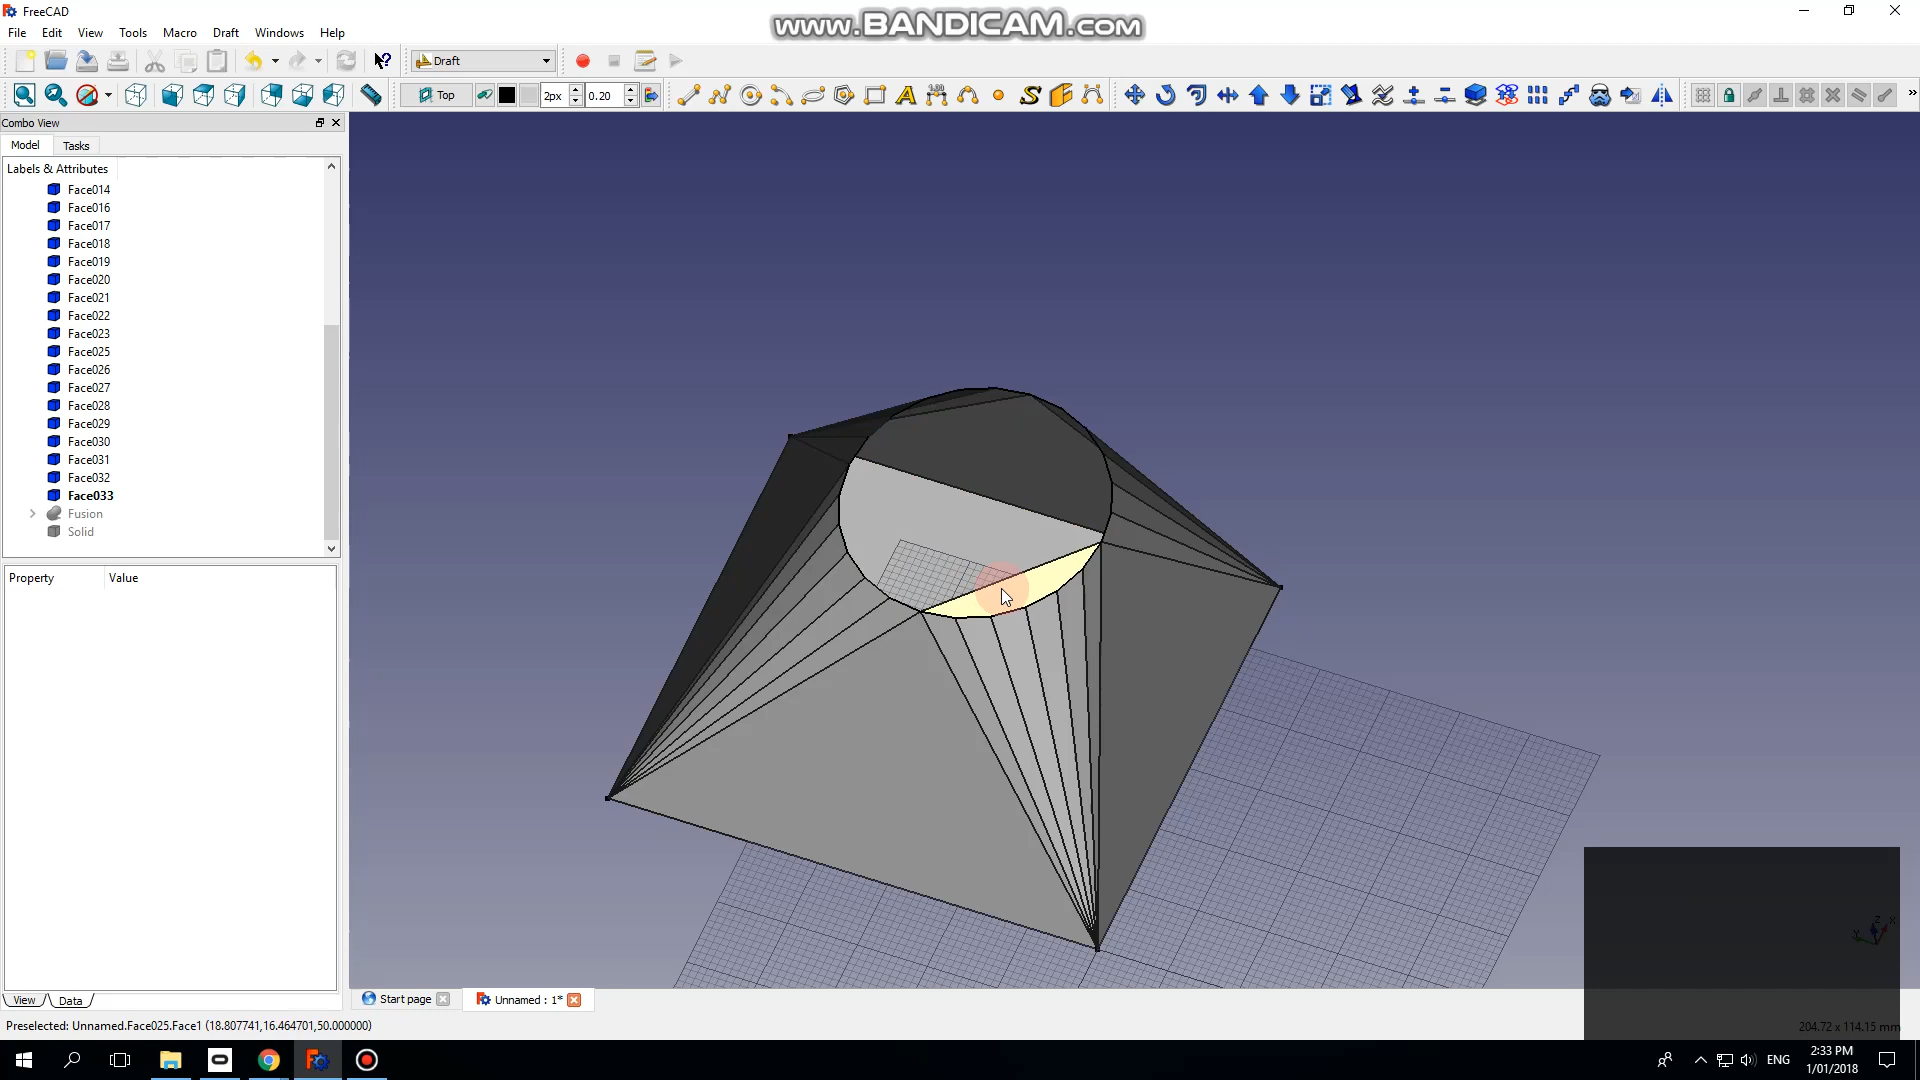 FreeCAD
www.BANDICAM.com
File Edit View Tools Macro Draft Windows Help
Draft
Top
2px
0.20
Combo View
Model Tasks
Labels & Attributes
Face014
Face016
Face017
Face018
Face019
Face020
Face021
Face022
Face023
Face025
Face026
Face027
Face028
Face029
Face030
Face031
Face032
Face033
Fusion
Solid
Property Value
View Data
Start page
Unnamed : 1*
Preselected: Unnamed.Face025.Face1 (18.807741,16.464701,50.000000)
204.72 x 114.15 mm
ENG
2:33 PM
1/01/2018